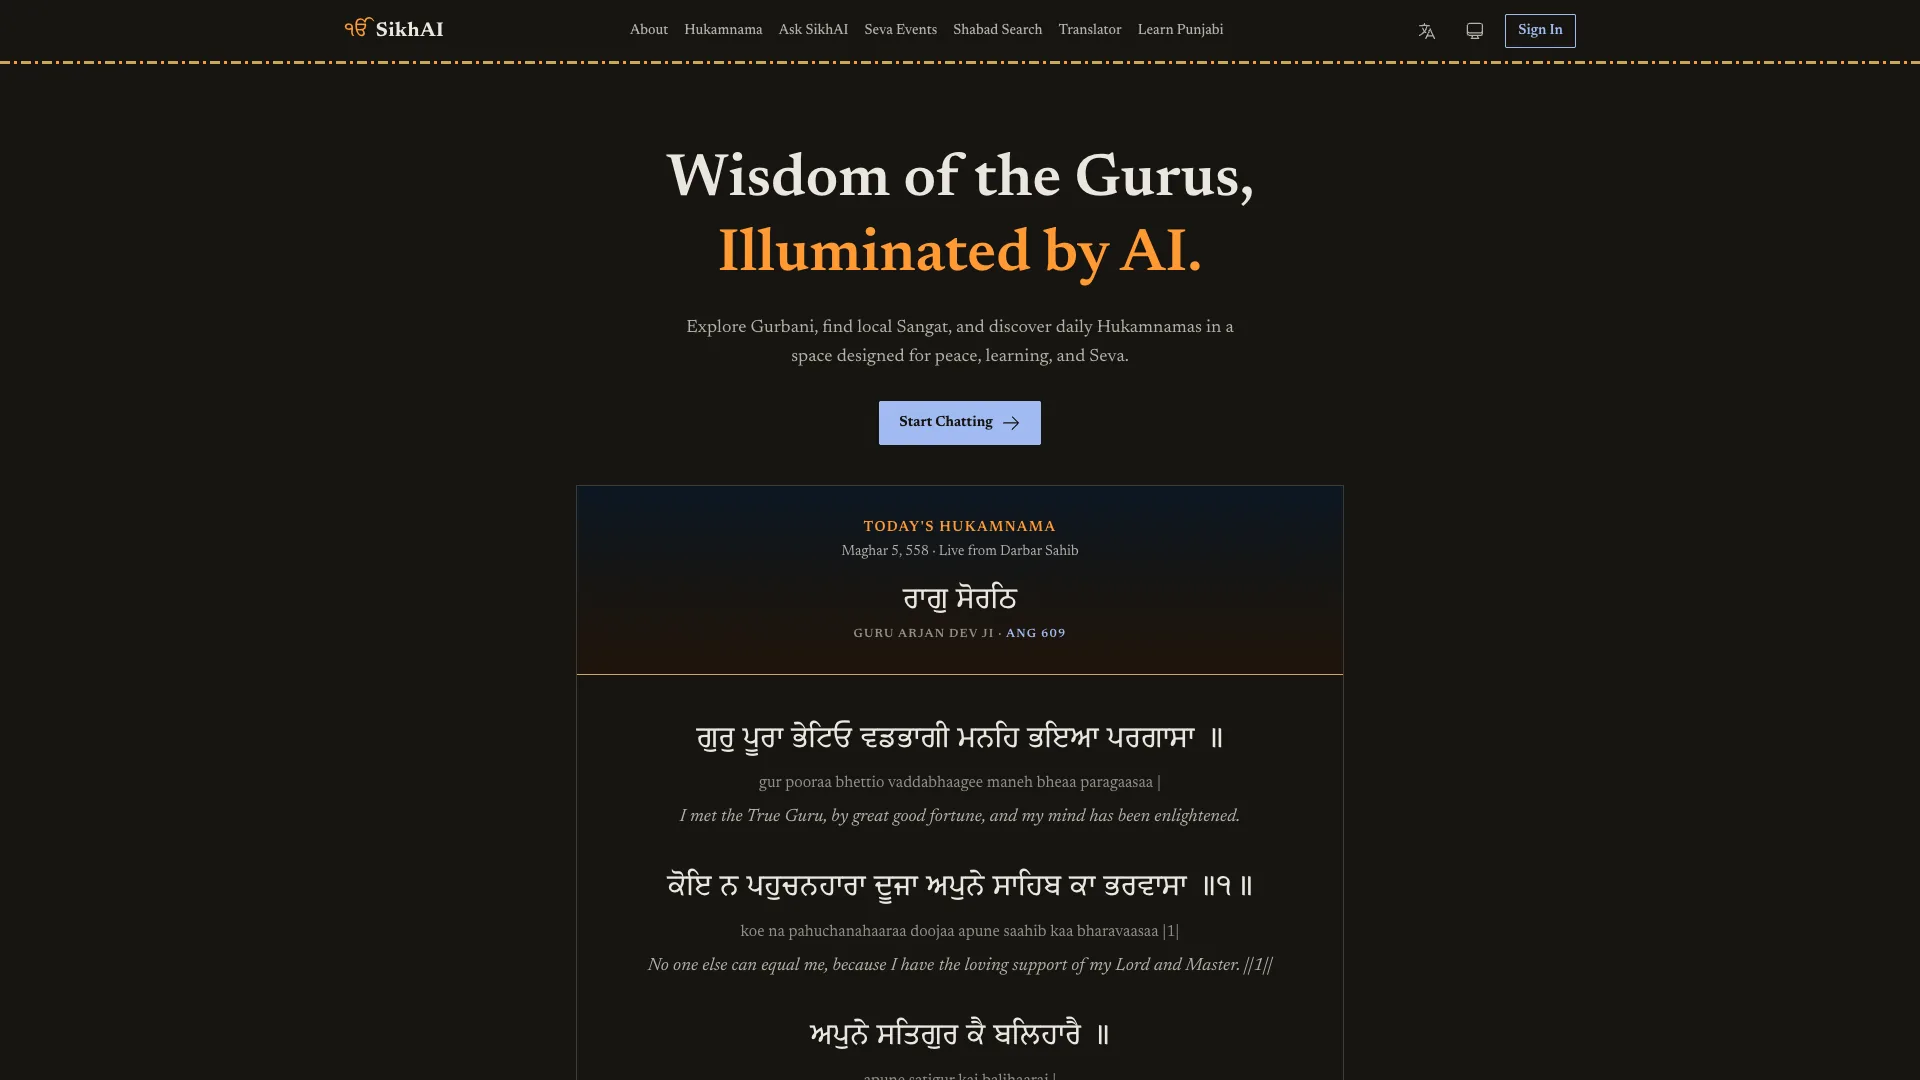 ੴ SikhAI
About Hukamnama Ask SikhAI Seva Events Shabad Search Translator Learn Punjabi
Sign In
Wisdom of the Gurus,
Illuminated by AI.
Explore Gurbani, find local Sangat, and discover daily Hukamnamas in a
space designed for peace, learning, and Seva.
Start Chatting →
TODAY'S HUKAMNAMA
Maghar 5, 558 · Live from Darbar Sahib
ਰਾਗੁ ਸੋਰਠਿ
GURU ARJAN DEV JI · ANG 609
ਗੁਰੁ ਪੂਰਾ ਭੇਟਿਓ ਵਡਭਾਗੀ ਮਨਹਿ ਭਇਆ ਪਰਗਾਸਾ ॥
gur pooraa bhettio vaddabhaagee maneh bheaa paragaasaa |
I met the True Guru, by great good fortune, and my mind has been enlightened.
ਕੋਇ ਨ ਪਹੁਚਨਹਾਰਾ ਦੂਜਾ ਅਪੁਨੇ ਸਾਹਿਬ ਕਾ ਭਰਵਾਸਾ ॥੧॥
koe na pahuchanahaaraa doojaa apune saahib kaa bharavaasaa |1|
No one else can equal me, because I have the loving support of my Lord and Master. ||1||
ਅਪੁਨੇ ਸਤਿਗੁਰ ਕੈ ਬਲਿਹਾਰੈ ॥
apune satigur kai balihaarai |